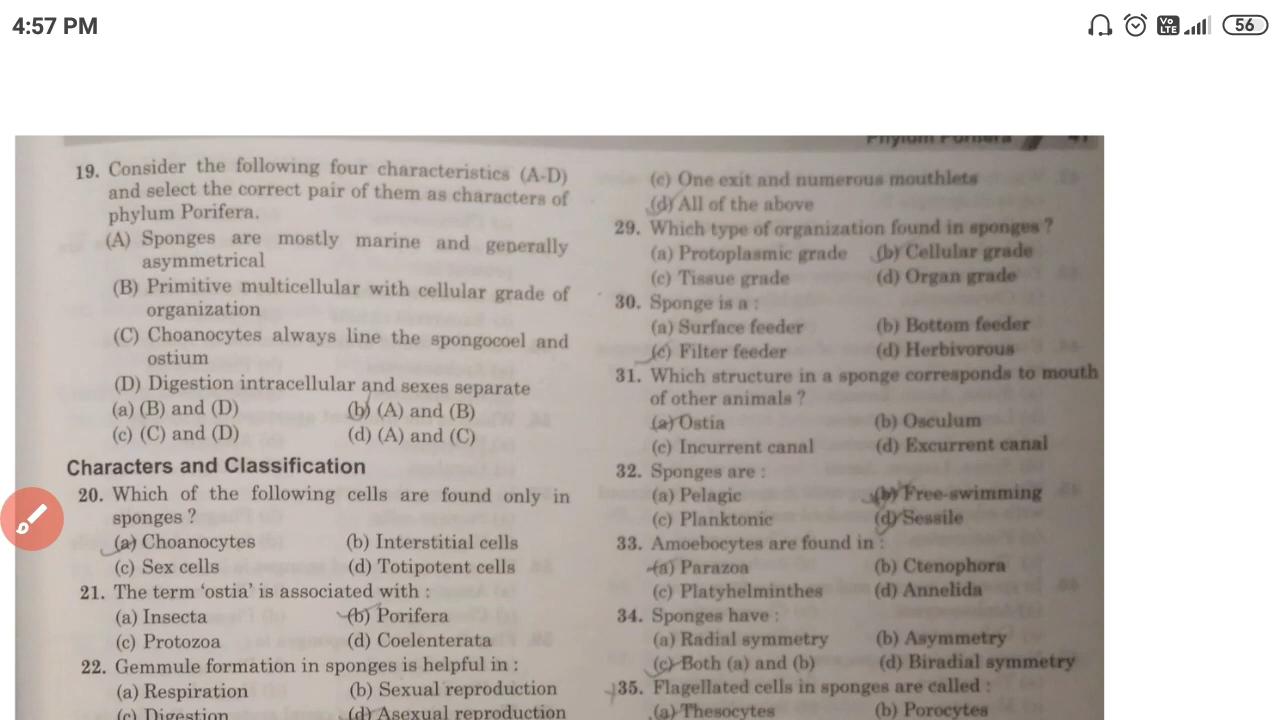 4:57 PM
Vo LTE
56
Phylum Porifera 41
19. Consider the following four characteristics (A-D)
and select the correct pair of them as characters of
phylum Porifera.
(A) Sponges are mostly marine and generally
asymmetrical
(B) Primitive multicellular with cellular grade of
organization
(C) Choanocytes always line the spongocoel and
ostium
(D) Digestion intracellular and sexes separate
(a) (B) and (D) (b) (A) and (B)
(c) (C) and (D) (d) (A) and (C)
Characters and Classification
20. Which of the following cells are found only in
sponges ?
(a) Choanocytes (b) Interstitial cells
(c) Sex cells (d) Totipotent cells
21. The term ‘ostia’ is associated with :
(a) Insecta (b) Porifera
(c) Protozoa (d) Coelenterata
22. Gemmule formation in sponges is helpful in :
(a) Respiration (b) Sexual reproduction
(c) Digestion (d) Asexual reproduction
(c) One exit and numerous mouthlets
(d) All of the above
29. Which type of organization found in sponges ?
(a) Protoplasmic grade (b) Cellular grade
(c) Tissue grade (d) Organ grade
30. Sponge is a :
(a) Surface feeder (b) Bottom feeder
(c) Filter feeder (d) Herbivorous
31. Which structure in a sponge corresponds to mouth
of other animals ?
(a) Ostia (b) Osculum
(c) Incurrent canal (d) Excurrent canal
32. Sponges are :
(a) Pelagic (b) Free-swimming
(c) Planktonic (d) Sessile
33. Amoebocytes are found in :
(a) Parazoa (b) Ctenophora
(c) Platyhelminthes (d) Annelida
34. Sponges have :
(a) Radial symmetry (b) Asymmetry
(c) Both (a) and (b) (d) Biradial symmetry
35. Flagellated cells in sponges are called :
(a) Thesocytes (b) Porocytes